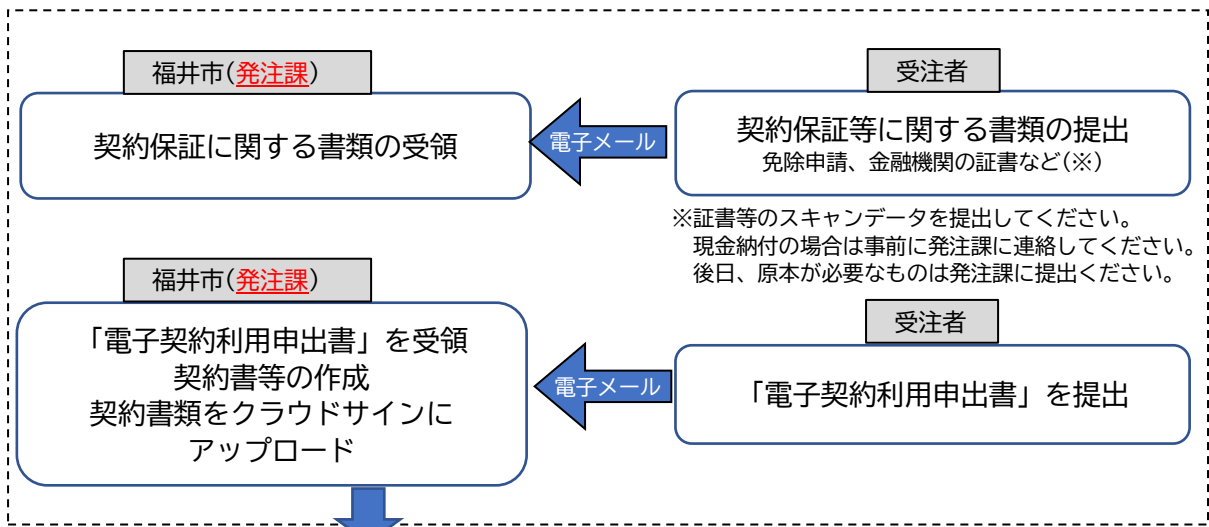 福井市(発注課)
契約保証に関する書類の受領
電子メール
受注者
契約保証等に関する書類の提出
免除申請、金融機関の証書など(※)
※証書等のスキャンデータを提出してください。
現金納付の場合は事前に発注課に連絡してください。
後日、原本が必要なものは発注課に提出ください。
福井市(発注課)
「電子契約利用申出書」を受領
契約書等の作成
契約書類をクラウドサインに
アップロード
電子メール
受注者
「電子契約利用申出書」を提出